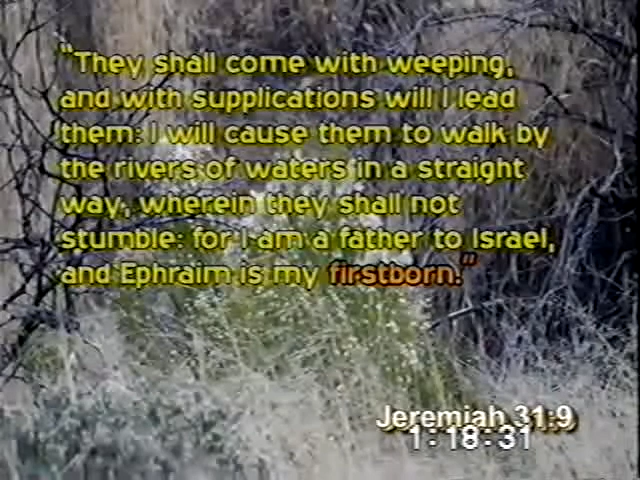 "They shall come with weeping,
and with supplications will I lead
them: I will cause them to walk by
the rivers of waters in a straight
way, wherein they shall not
stumble: for I am a father to Israel,
and Ephraim is my firstborn."
Jeremiah 31:9
1:18:31